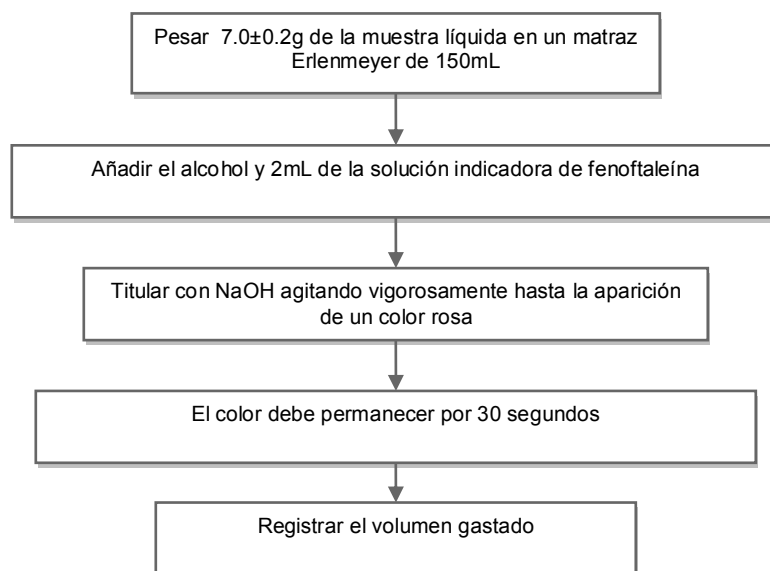 Pesar 7.0±0.2g de la muestra líquida en un matraz
Erlenmeyer de 150mL
Añadir el alcohol y 2mL de la solución indicadora de fenoftaleína
Titular con NaOH agitando vigorosamente hasta la aparición
de un color rosa
El color debe permanecer por 30 segundos
Registrar el volumen gastado